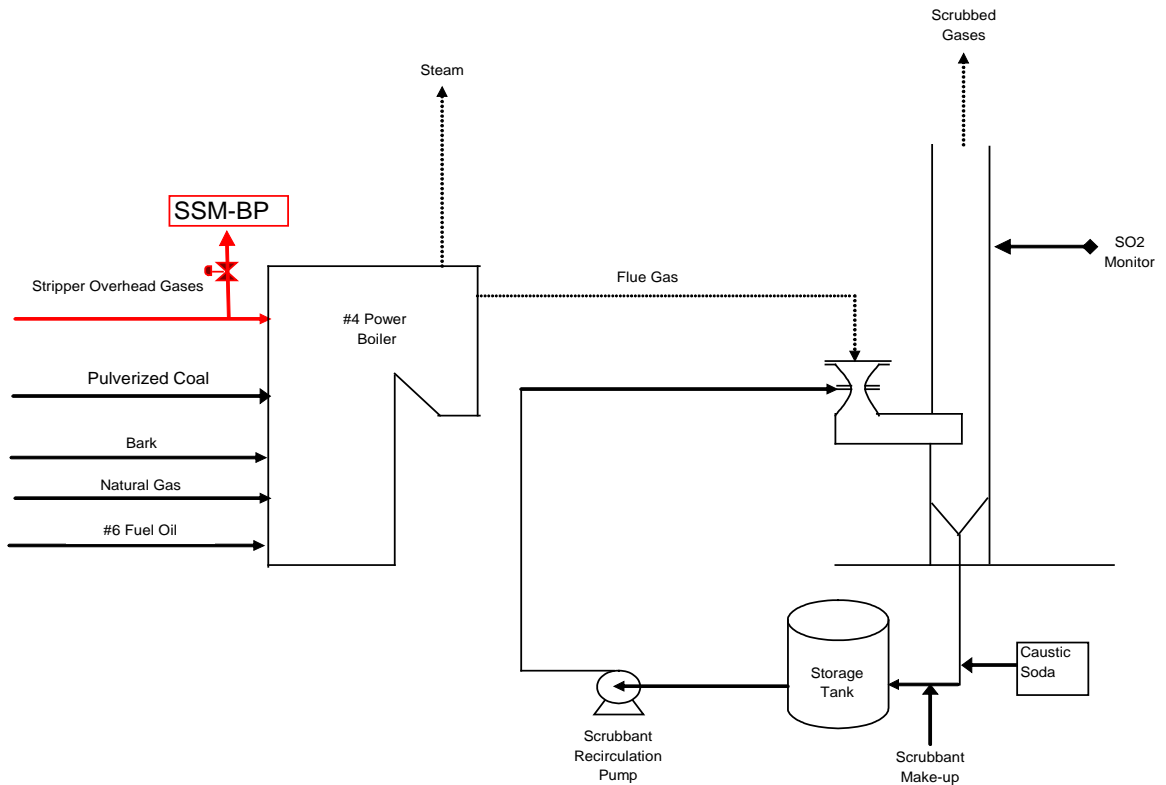 Scrubbed
Gases
Steam
SSM-BP
SO2
Monitor
Stripper Overhead Gases
Flue Gas
#4 Power
Boiler
Pulverized Coal
Bark
Natural Gas
#6 Fuel Oil
Caustic
Soda
Storage
Tank
Scrubbant
Recirculation
Pump
Scrubbant
Make-up